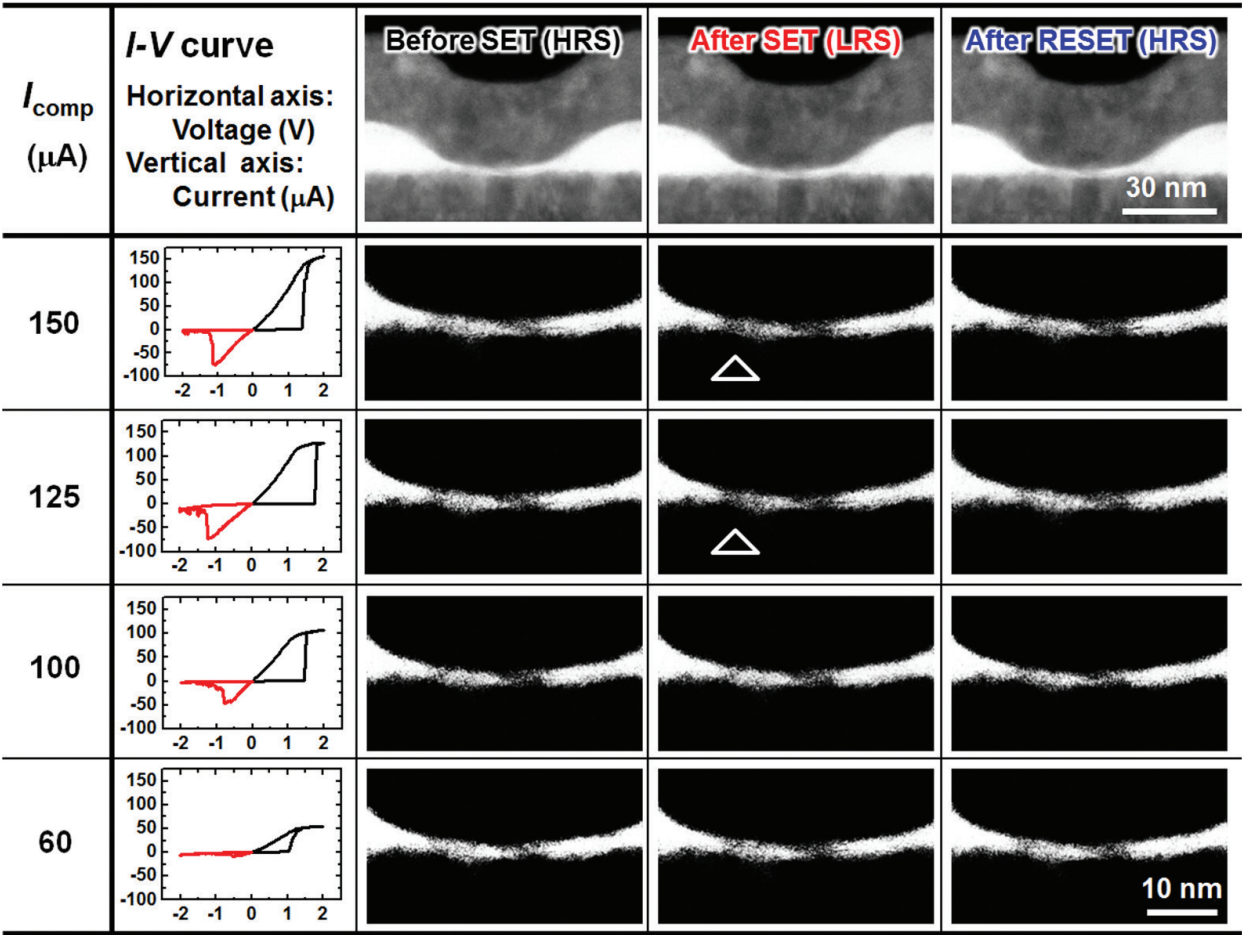 I_comp
(μA)
I-V curve
Horizontal axis:
Voltage (V)
Vertical axis:
Current (μA)
Before SET (HRS)
After SET (LRS)
After RESET (HRS)
30 nm
150
150
100
50
0
-50
-100
-2 -1 0 1 2
125
150
100
50
0
-50
-100
-2 -1 0 1 2
100
150
100
50
0
-50
-100
-2 -1 0 1 2
60
150
100
50
0
-50
-100
-2 -1 0 1 2
10 nm